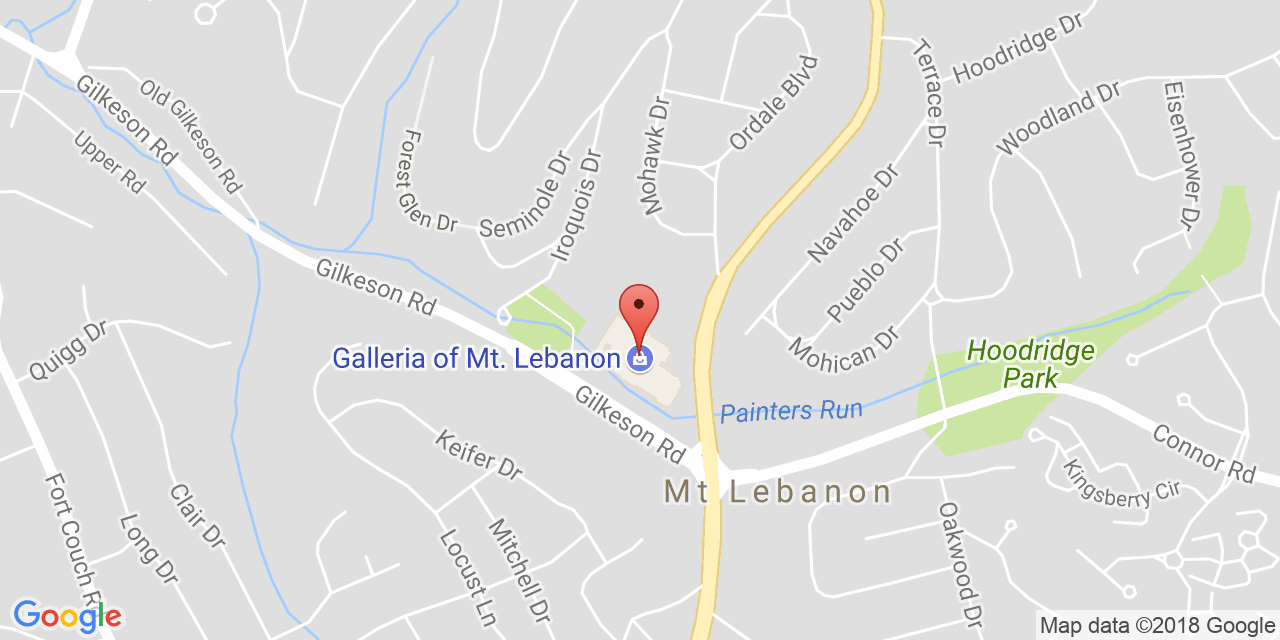 Hoodridge Dr
Terrace Dr
Ordale Blvd
Old Gilkeson Rd
Gilkeson Rd
Woodland Dr
Eisenhower Dr
Mohawk Dr
Upper Rd
Forest Glen Dr
Seminole Dr
Iroquois Dr
Navahoe Dr
Pueblo Dr
Gilkeson Rd
Mohican Dr
Quigg Dr
Galleria of Mt. Lebanon
Hoodridge
Park
Painters Run
Gilkeson Rd
Keifer Dr
Connor Rd
Kingsberry Cir
Mt Lebanon
Fort Couch Rd
Clair Dr
Long Dr
Locust Ln
Mitchell Dr
Oakwood Dr
Google
Map data ©2018 Google